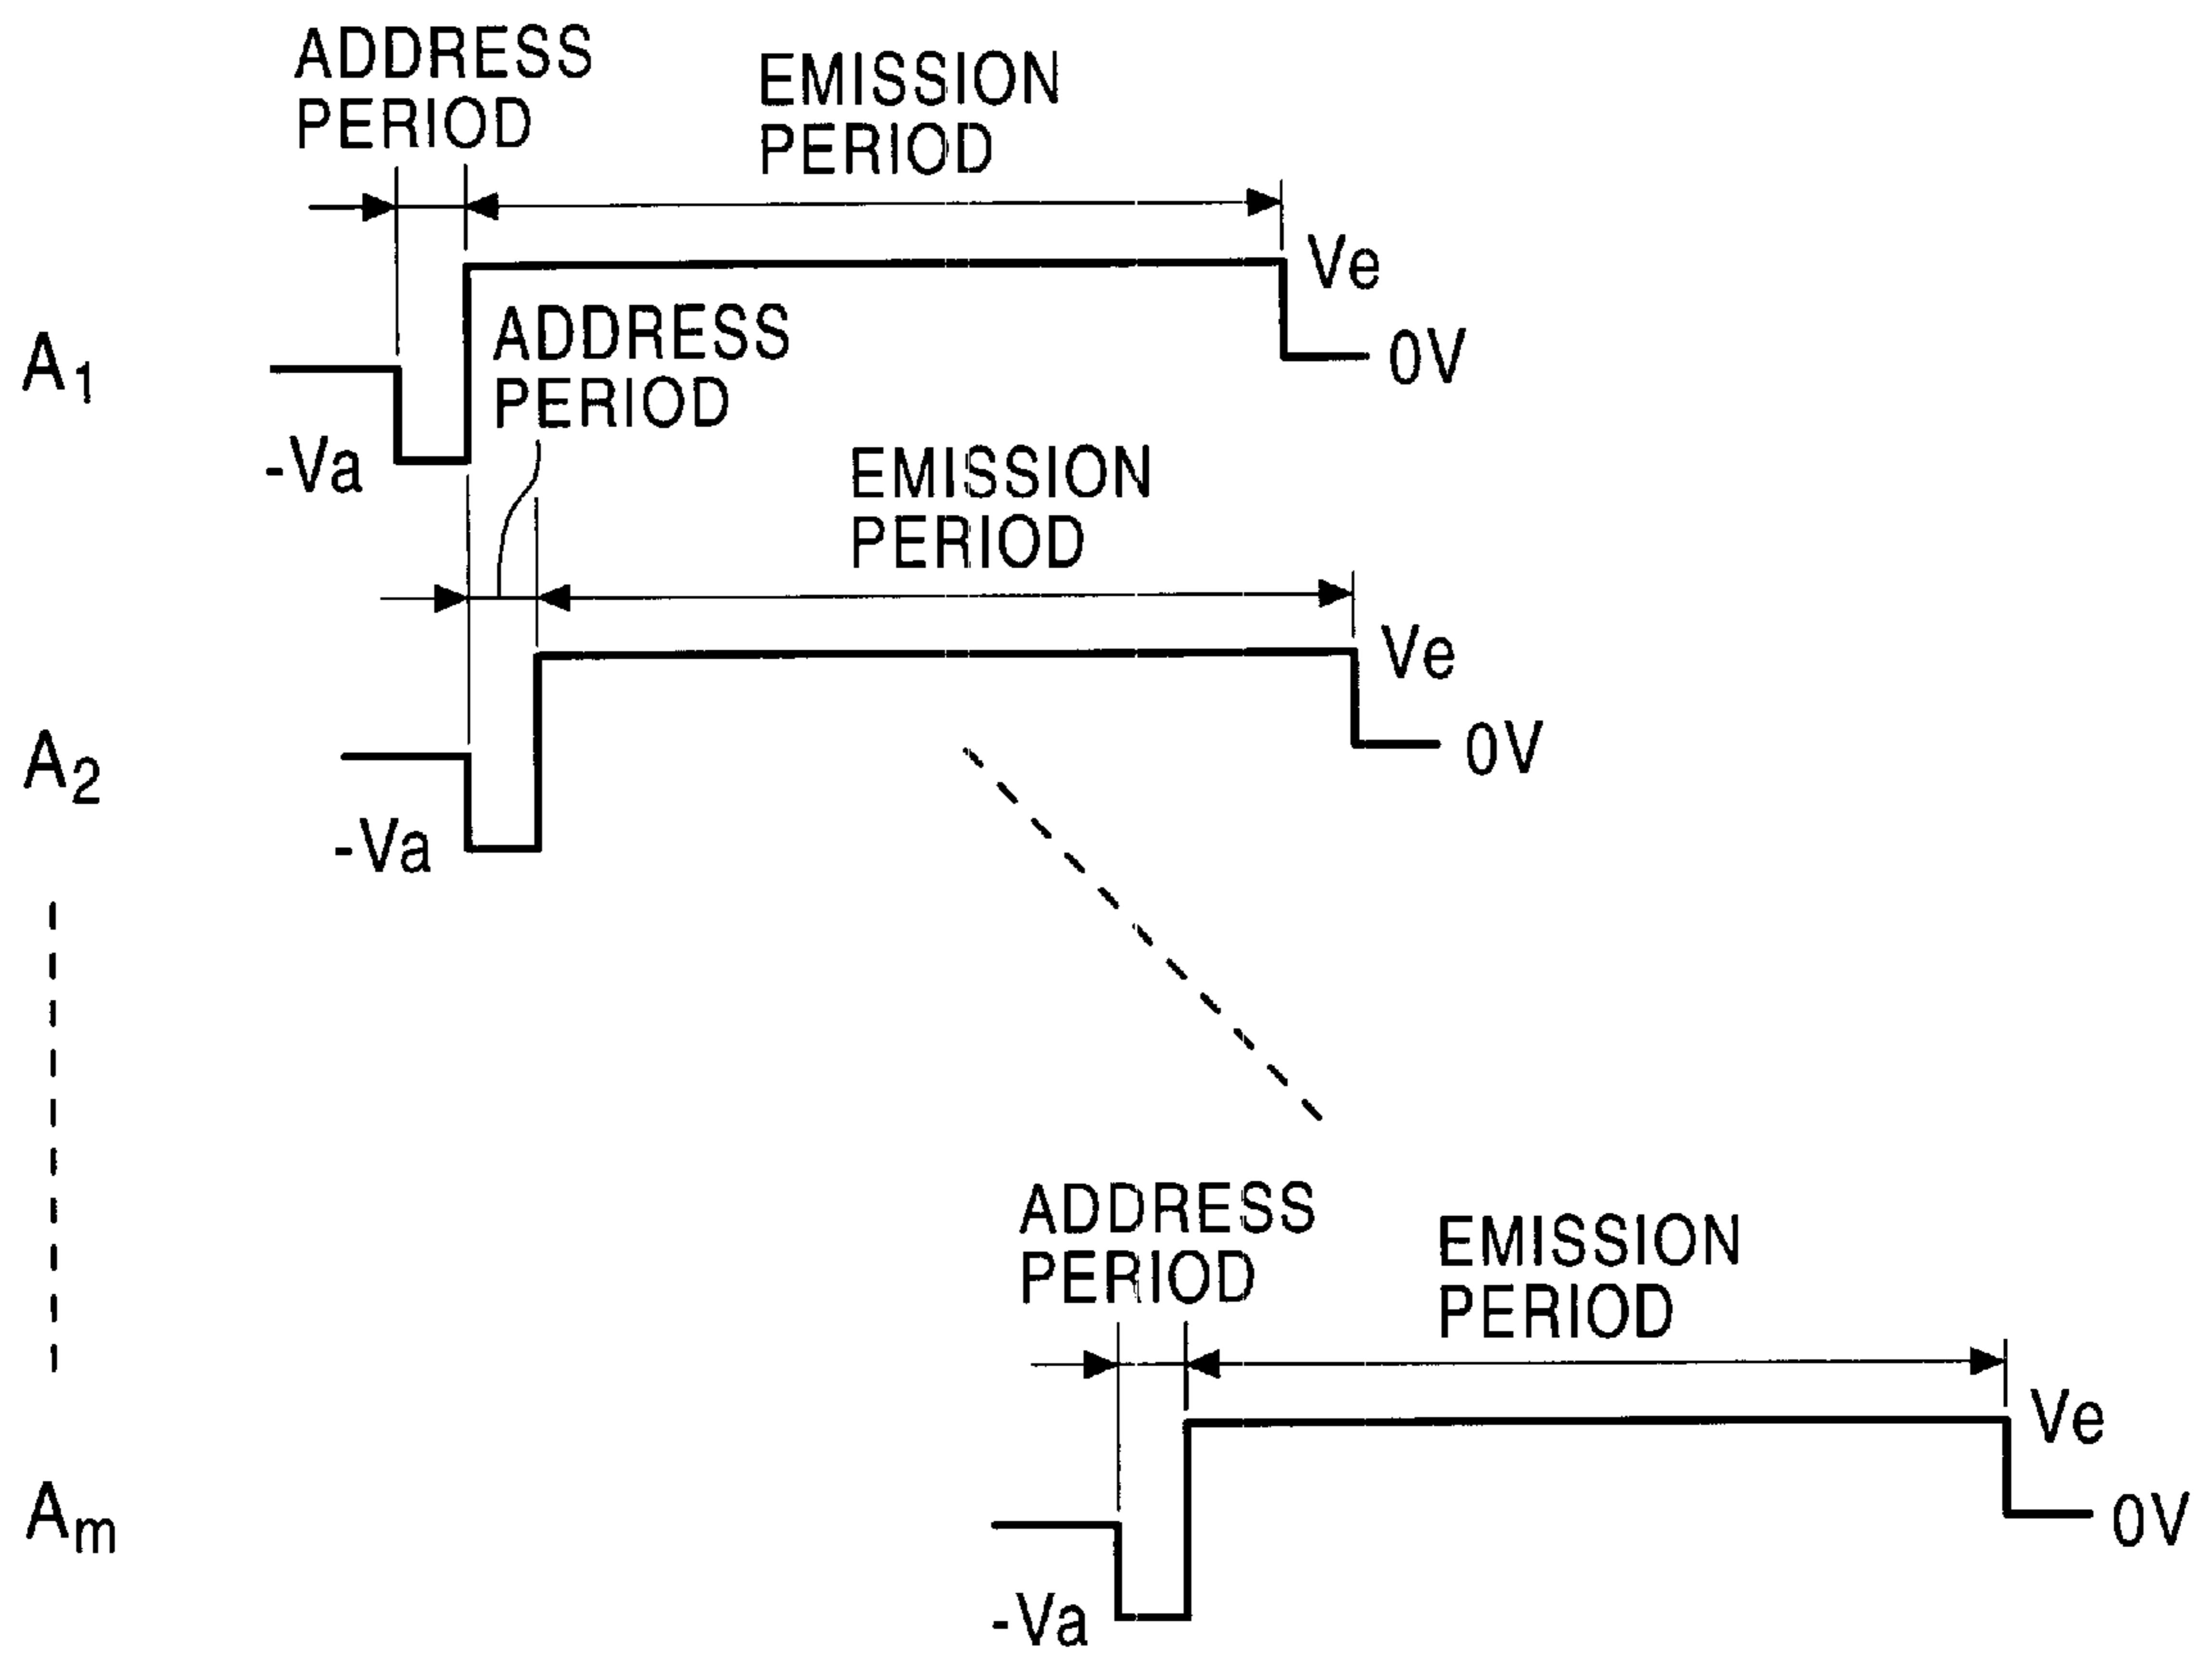 ADDRESS
PERIOD
EMISSION
PERIOD
Ve
0V
A1
-Va
ADDRESS
PERIOD
EMISSION
PERIOD
Ve
0V
A2
-Va
ADDRESS
PERIOD
EMISSION
PERIOD
Ve
0V
Am
-Va